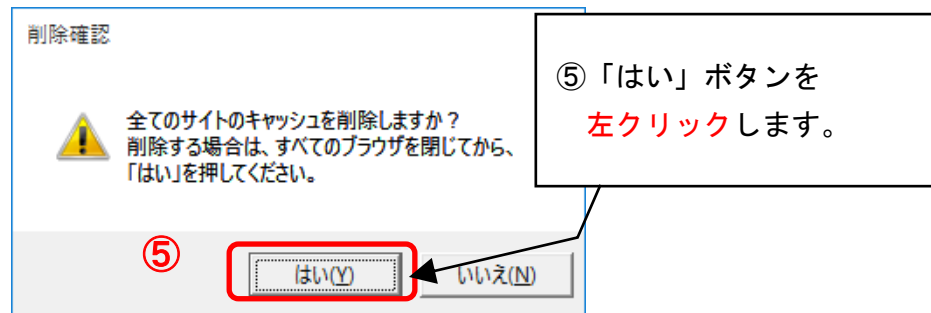 削除確認
全てのサイトのキャッシュを削除しますか？
削除する場合は、すべてのブラウザを閉じてから、
「はい」を押してください。
⑤
はい(Y)
いいえ(N)
⑤「はい」ボタンを
左クリックします。